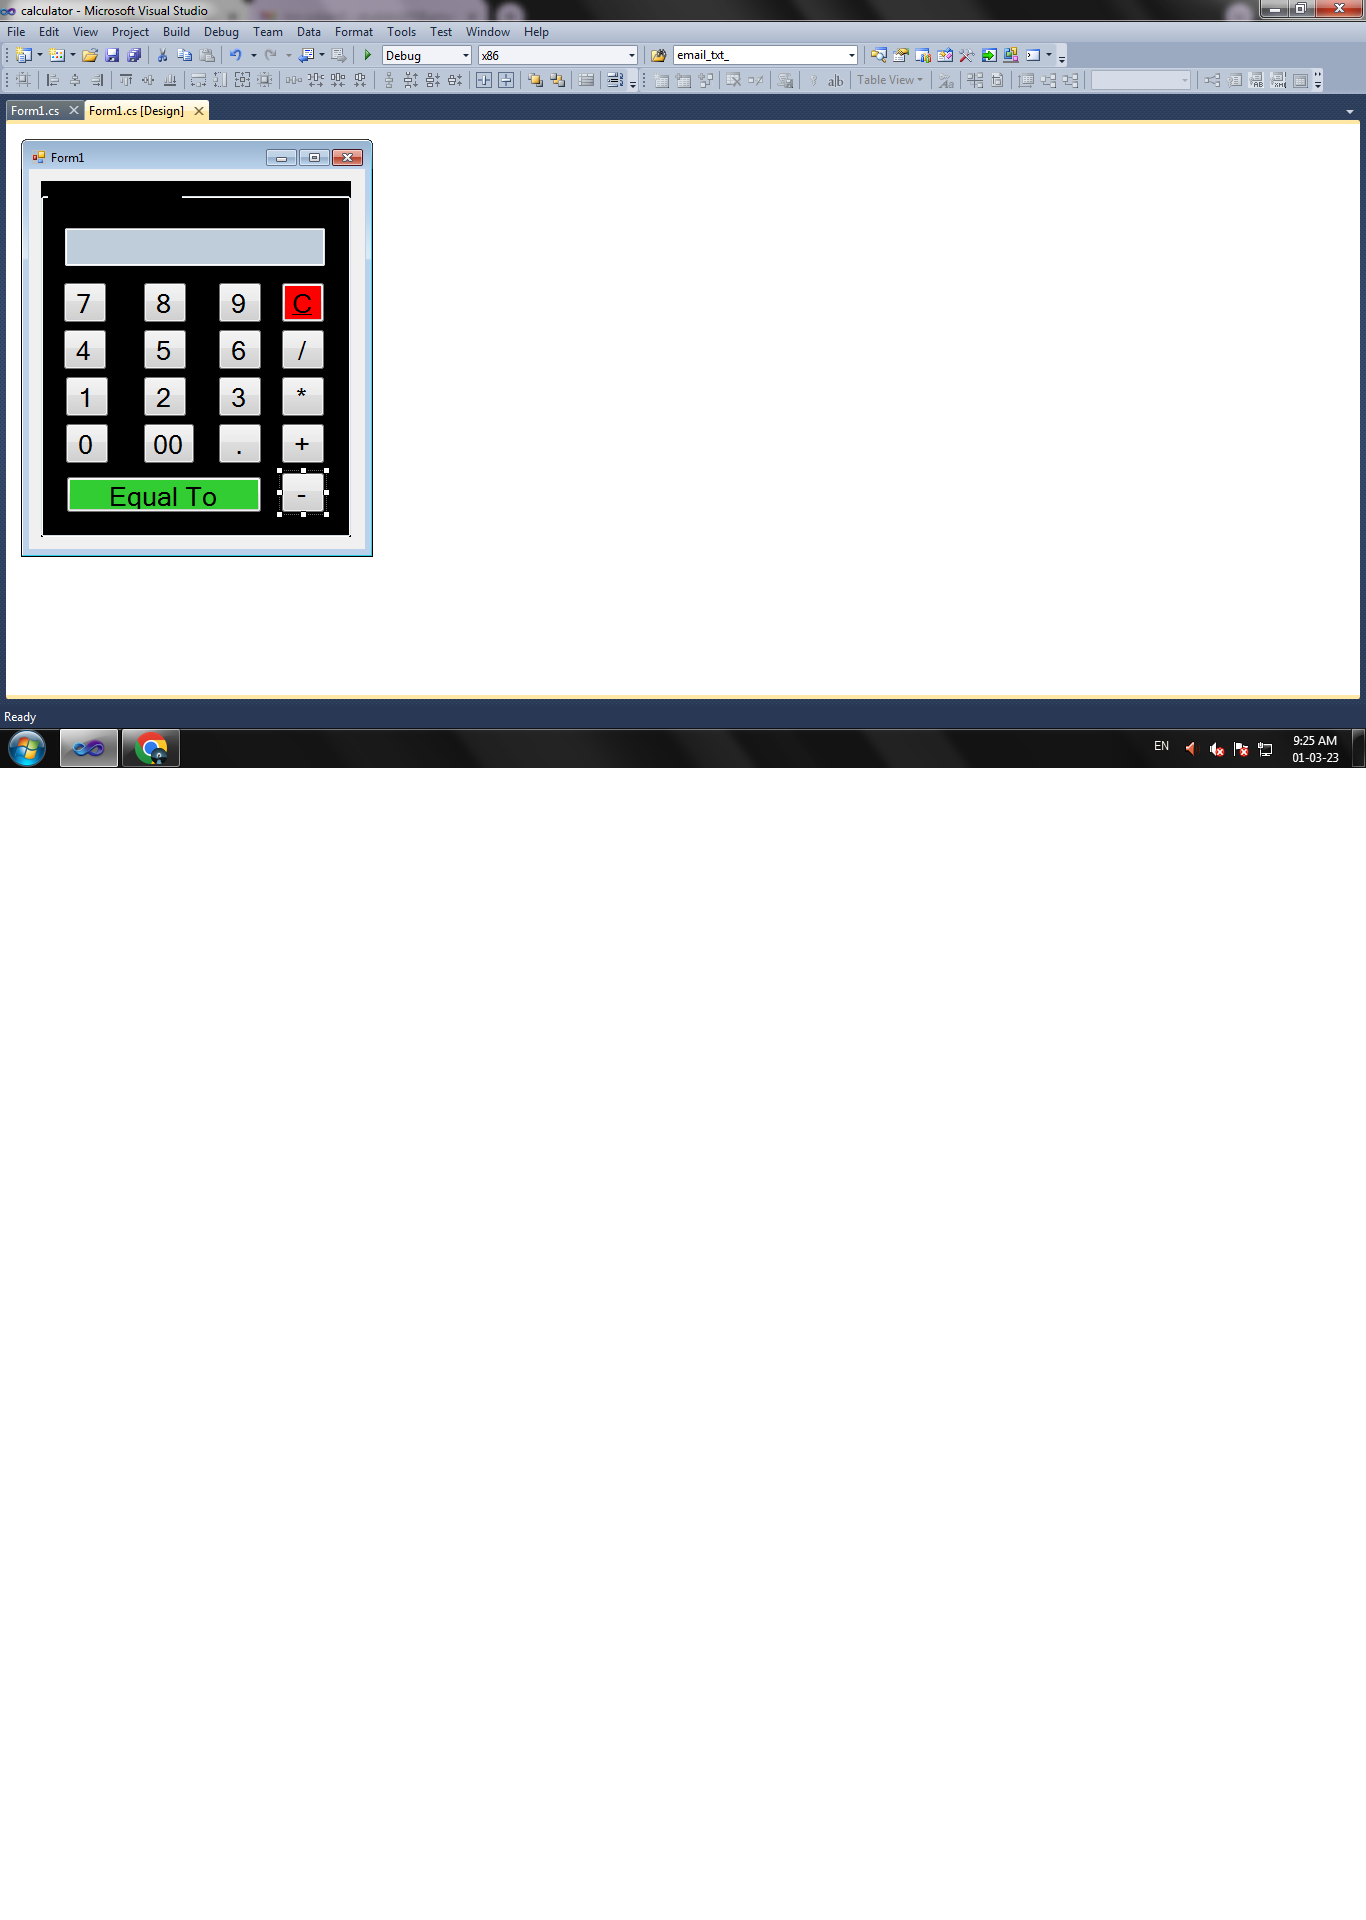 calculator - Microsoft Visual Studio
File Edit View Project Build Debug Team Data Format Tools Test Window Help
Debug x86 email_txt_
a|b Table View
Form1.cs Form1.cs [Design]
Form1
7 8 9 C
4 5 6 /
1 2 3 *
0 00 . +
Equal To -
Ready
EN 9:25 AM
01-03-23